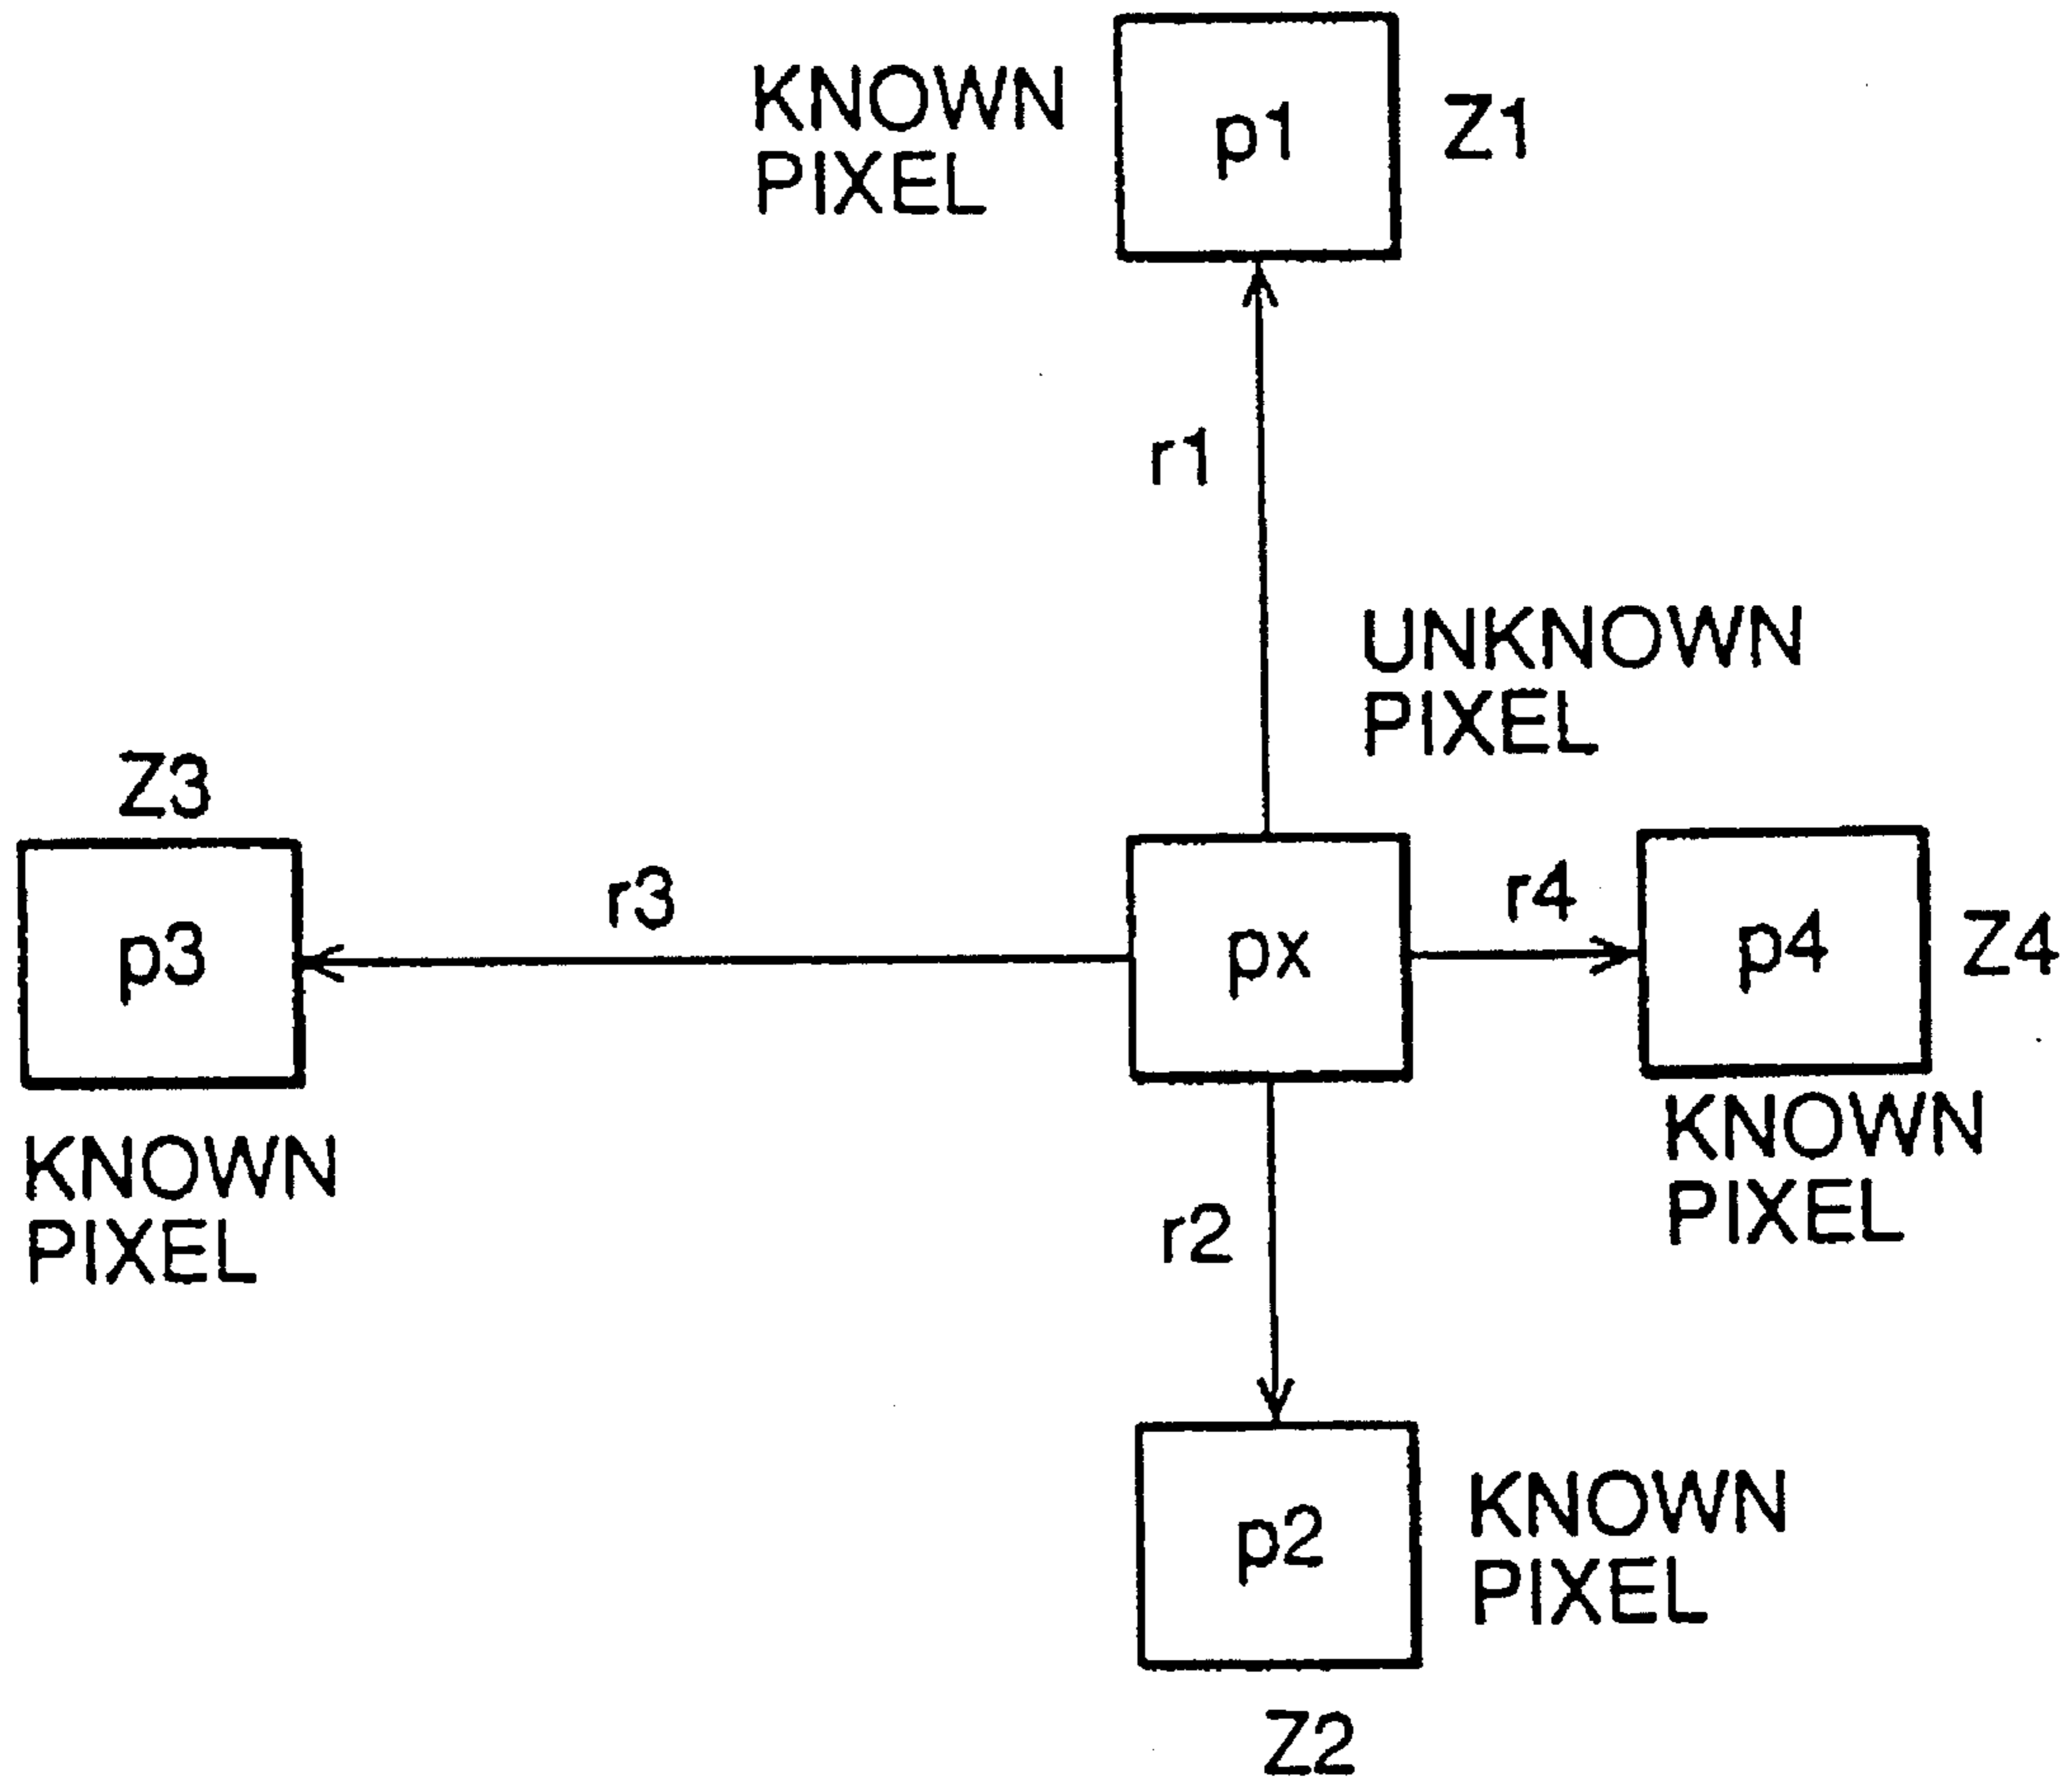 KNOWN
PIXEL
p1
Z1
r1
UNKNOWN
PIXEL
Z3
p3
r3
px
r4
p4
Z4
KNOWN
PIXEL
KNOWN
PIXEL
r2
p2
KNOWN
PIXEL
Z2